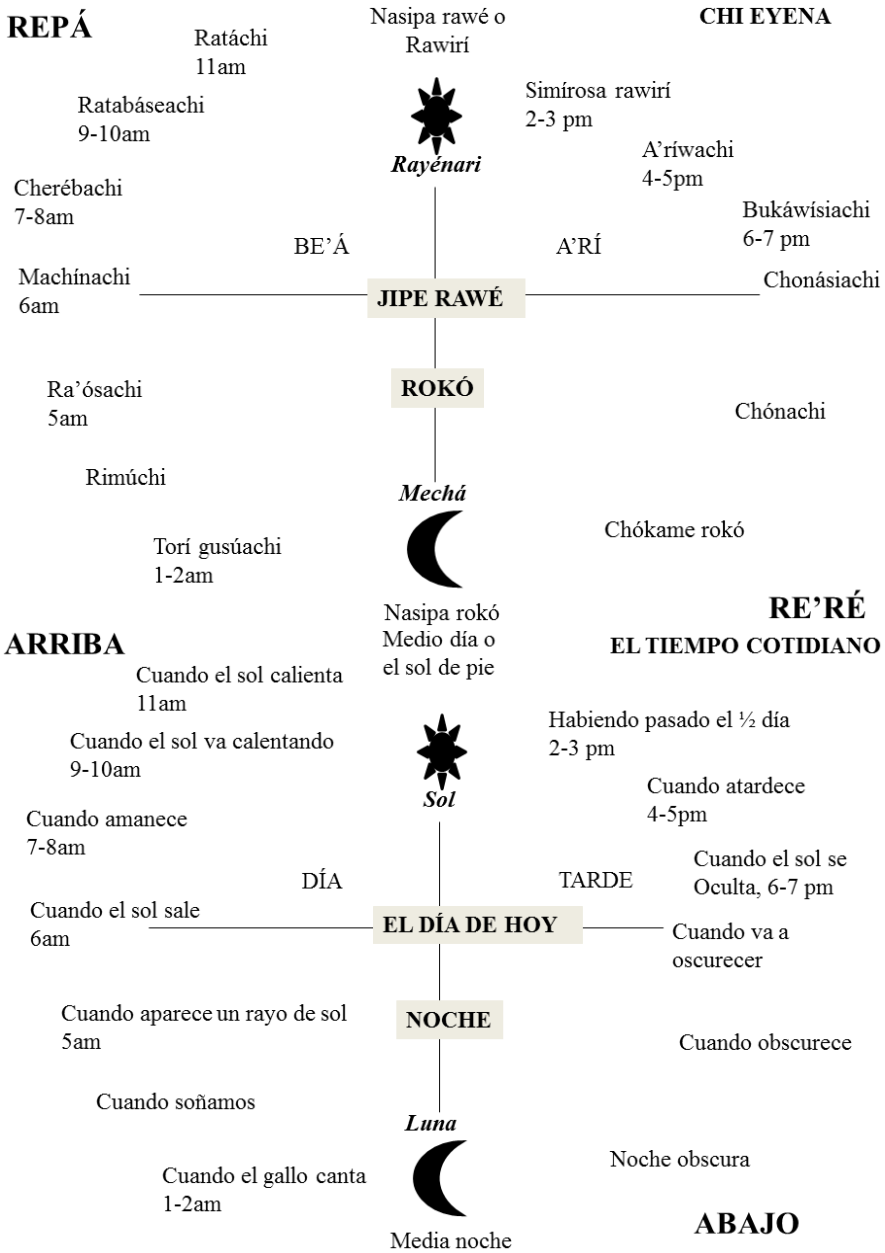 REPÁ
Nasipa rawé o
Rawirí
CHI EYENA
Ratáchi
11am
Ratabáseachi
9-10am
Simírosa rawirí
2-3 pm
Rayénari
A’ríwachi
4-5pm
Cherébachi
7-8am
Bukáwísiachi
6-7 pm
BE’Á
A’RÍ
Machínachi
6am
JIPE RAWÉ
Chonásiachi
ROKÓ
Ra’ósachi
5am
Chónachi
Rimúchi
Mechá
Chókame rokó
Torí gusúachi
1-2am
Nasipa rokó
RE’RÉ
ARRIBA
Medio día o
el sol de pie
EL TIEMPO COTIDIANO
Cuando el sol calienta
11am
Cuando el sol va calentando
9-10am
Habiendo pasado el ½ día
2-3 pm
Sol
Cuando atardece
4-5pm
Cuando amanece
7-8am
Cuando el sol se
Oculta, 6-7 pm
DÍA
TARDE
Cuando el sol sale
6am
EL DÍA DE HOY
Cuando va a
oscurecer
Cuando aparece un rayo de sol
5am
NOCHE
Cuando obscurece
Cuando soñamos
Luna
Noche obscura
Cuando el gallo canta
1-2am
Media noche
ABAJO